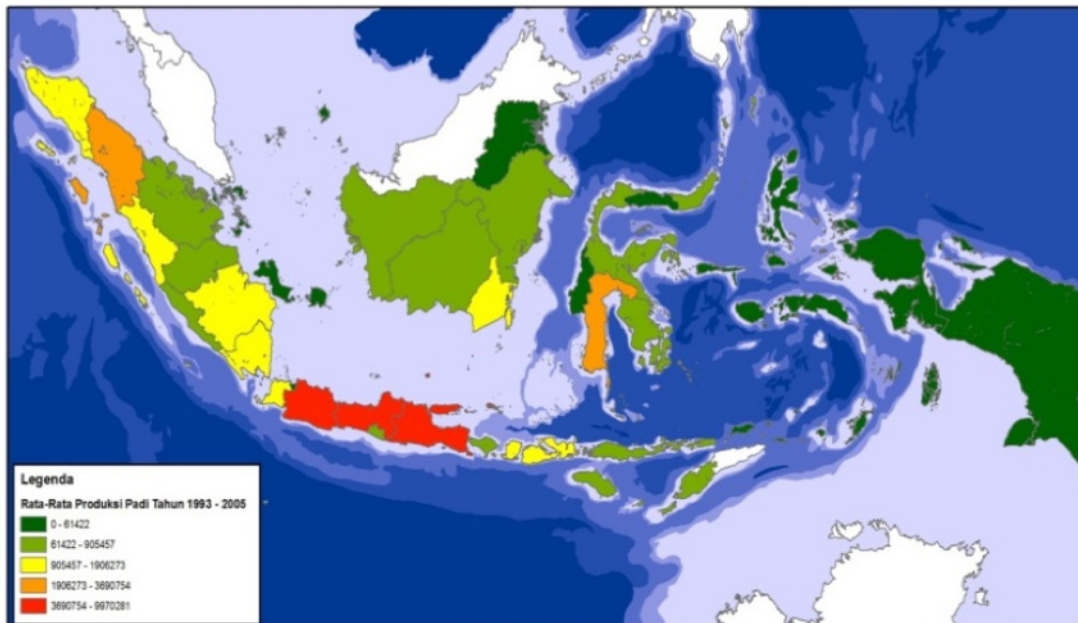 Legenda
Rata-Rata Produksi Padi Tahun 1993 - 2005
0 - 61422
61422 - 905457
905457 - 1906273
1906273 - 3690754
3690754 - 9970281